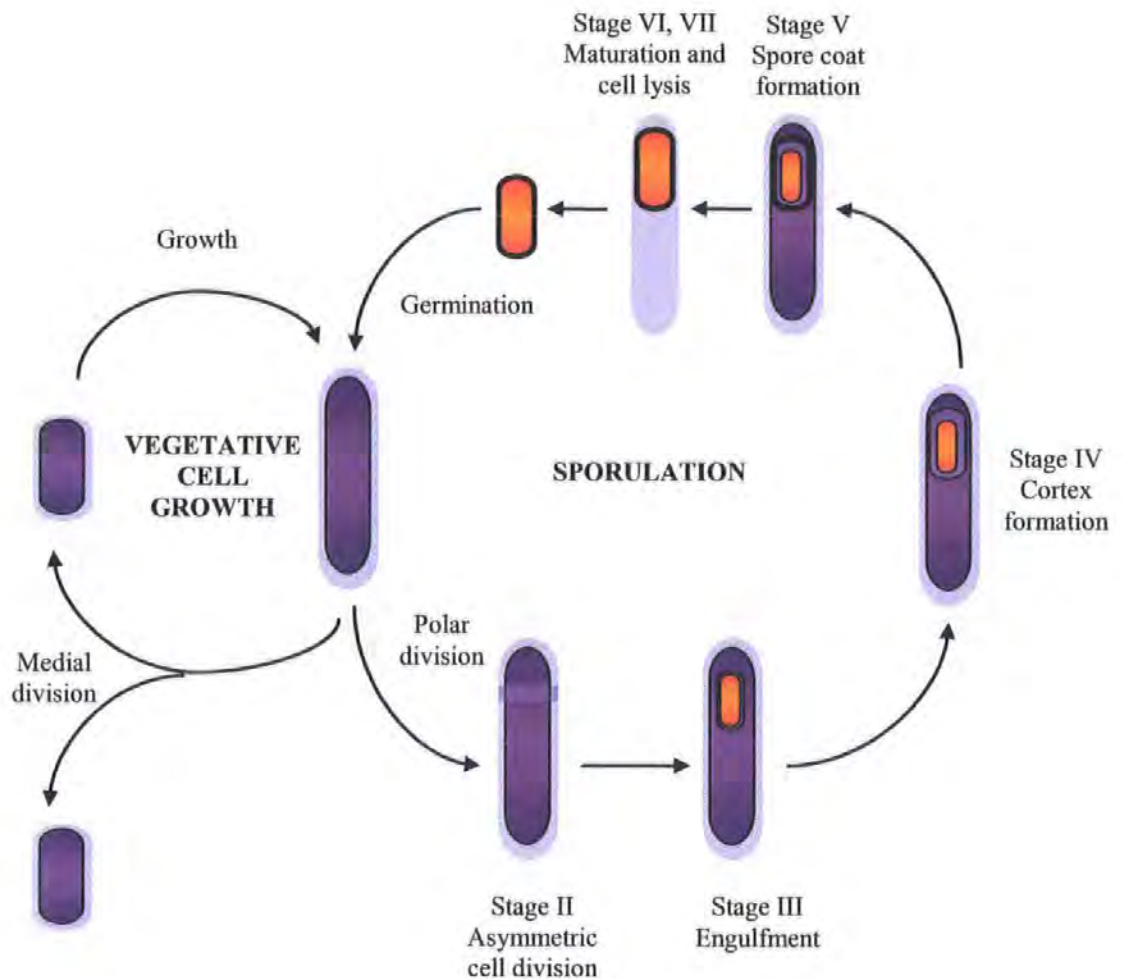 Stage VI, VII
Maturation and
cell lysis
Stage V
Spore coat
formation
Growth
Germination
VEGETATIVE
CELL
GROWTH
SPORULATION
Stage IV
Cortex
formation
Polar
division
Medial
division
Stage II
Asymmetric
cell division
Stage III
Engulfment